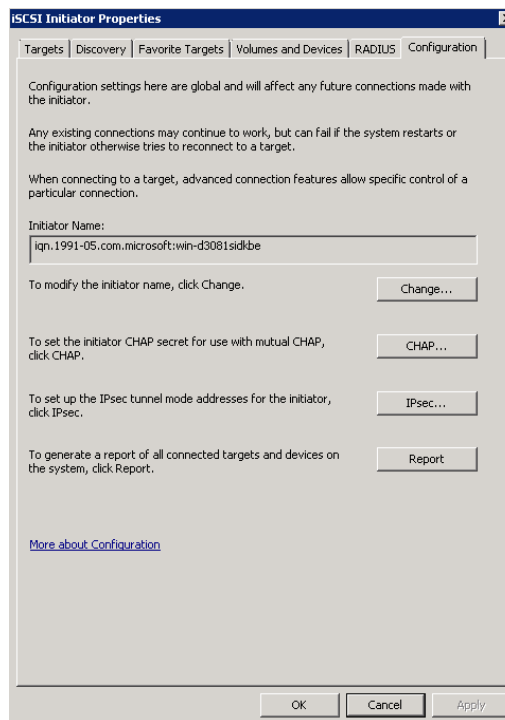 iSCSI Initiator Properties
Targets Discovery Favorite Targets Volumes and Devices RADIUS Configuration
Configuration settings here are global and will affect any future connections made with
the initiator.
Any existing connections may continue to work, but can fail if the system restarts or
the initiator otherwise tries to reconnect to a target.
When connecting to a target, advanced connection features allow specific control of a
particular connection.
Initiator Name:
iqn.1991-05.com.microsoft:win-d3081sidkbe
To modify the initiator name, click Change.
Change...
To set the initiator CHAP secret for use with mutual CHAP,
click CHAP.
CHAP...
To set up the IPsec tunnel mode addresses for the initiator,
click IPsec.
IPsec...
To generate a report of all connected targets and devices on
the system, click Report.
Report
More about Configuration
OK Cancel Apply